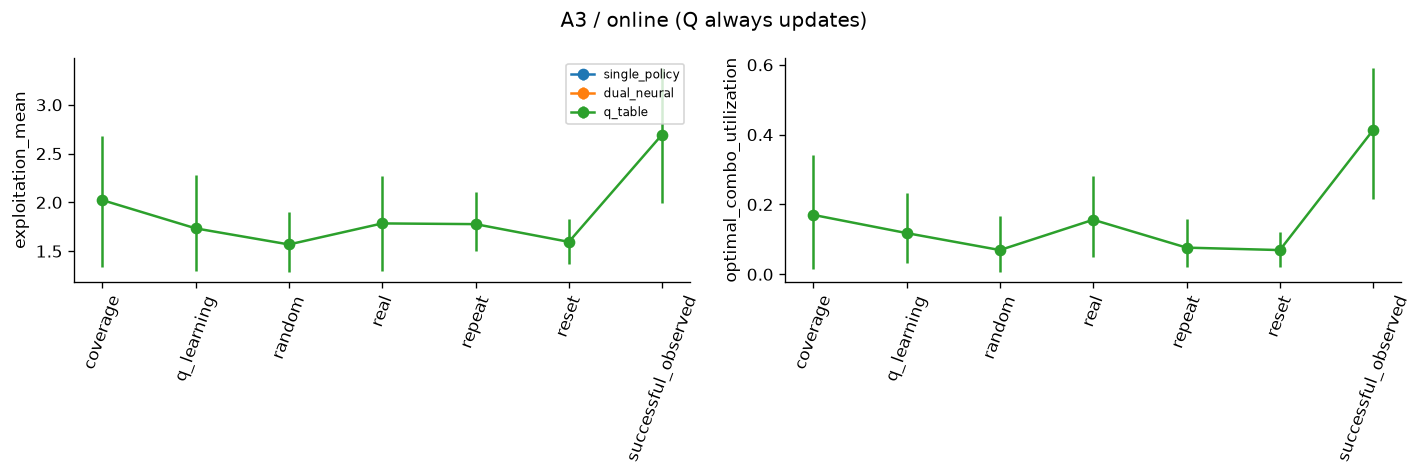 A3 / online (Q always updates)
exploitation_mean
3.0
2.5
2.0
1.5
single_policy
dual_neural
q_table
coverage
q_learning
random
real
repeat
reset
successful_observed
optimal_combo_utilization
0.6
0.4
0.2
0.0
coverage
q_learning
random
real
repeat
reset
successful_observed